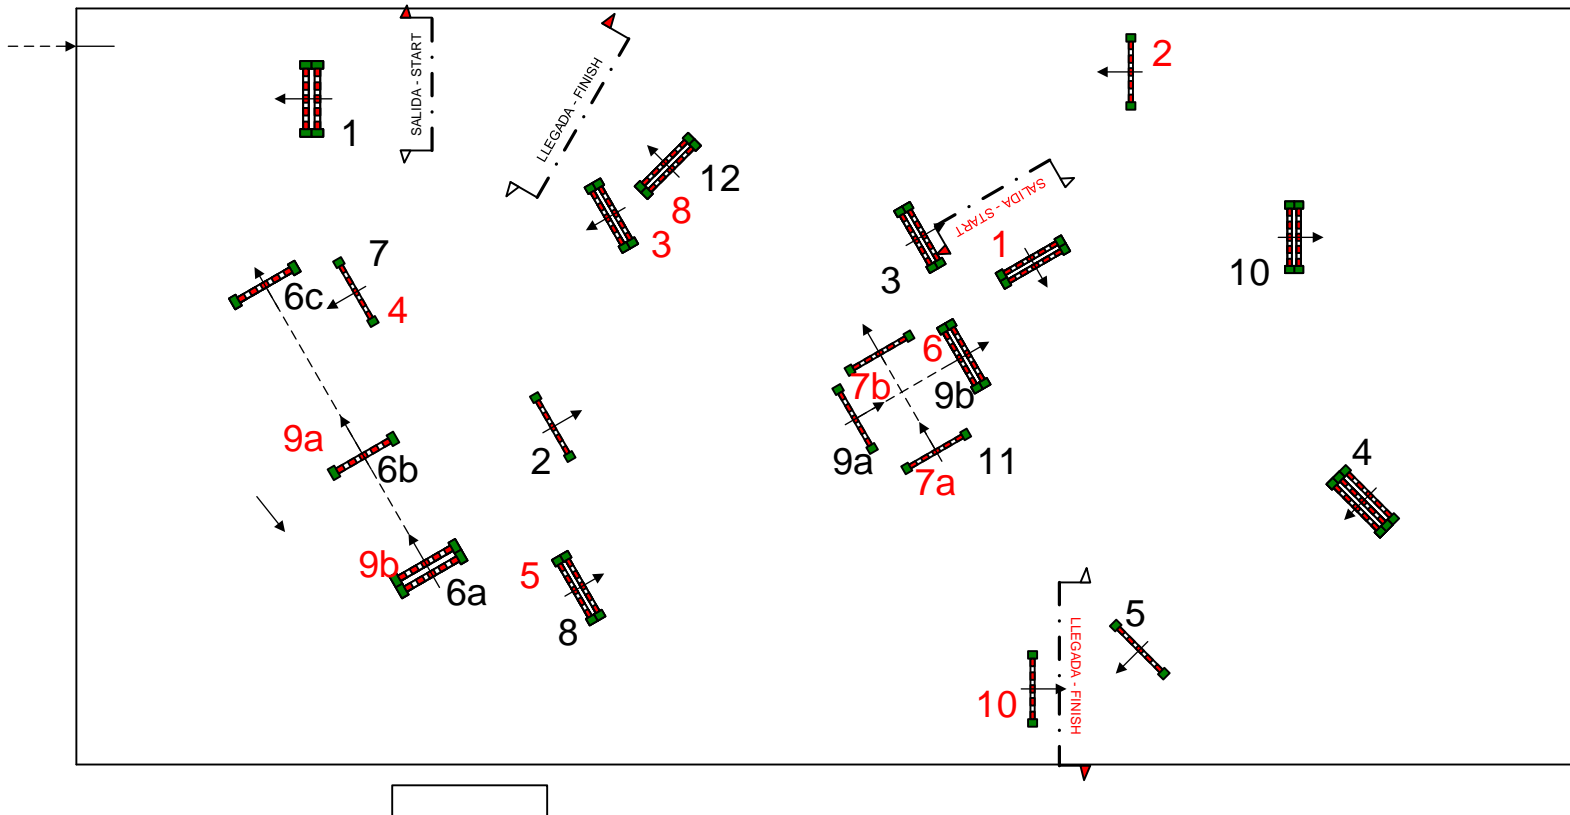 SALIDA - START
LLEGADA - FINISH
2
1
12
8
3
SALIDA - START
1
3
10
7
6c
4
6
7b
9b
9a
6b
2
9a
11
7a
4
9b
6a
5
8
5
LLEGADA - FINISH
10